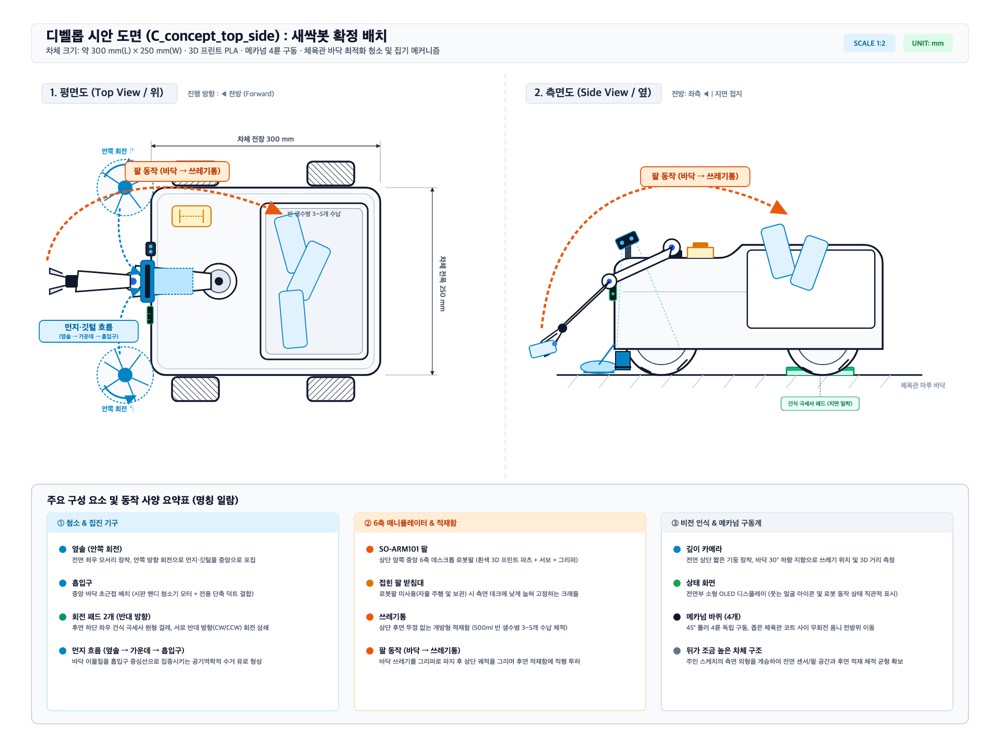 디벨롭 시안 도면 (C_concept_top_side) : 새싹봇 확정 배치
차체 크기: 약 300 mm(L) × 250 mm(W) · 3D 프린트 PLA · 메카넘 4륜 구동 · 체육관 바닥 최적화 청소 및 집기 메커니즘
SCALE 1:2
UNIT: mm
1. 평면도 (Top View / 위)
진행 방향 : ◀ 전방 (Forward)
차체 전장 300 mm
안쪽 회전
팔 동작 (바닥 → 쓰레기통)
빈 생수병 3~5개 수납
차체 전폭 250 mm
먼지·깃털 흐름
(옆솔 → 가운데 → 흡입구)
안쪽 회전
2. 측면도 (Side View / 옆)
전방: 좌측 ◀ | 지면 접지
팔 동작 (바닥 → 쓰레기통)
체육관 마루 바닥
건식 극세사 패드 (지면 밀착)
주요 구성 요소 및 동작 사양 요약표 (명칭 일람)
① 청소 & 집진 기구
옆솔 (안쪽 회전)
전면 좌우 모서리 장착, 안쪽 방향 회전으로 먼지·깃털을 중앙으로 포집
흡입구
중앙 바닥 초근접 배치 (시판 핸디 청소기 모터 + 전용 단축 덕트 결합)
회전 패드 2개 (반대 방향)
후면 하단 좌우 건식 극세사 원형 걸레, 서로 반대 방향(CW/CCW) 회전 상쇄
먼지 흐름 (옆솔 → 가운데 → 흡입구)
바닥 이물질을 흡입구 중심선으로 집중시키는 공기역학적 수거 유로 형성
② 6축 매니퓰레이터 & 적재함
SO-ARM101 팔
상단 앞쪽 중앙 6축 데스크톱 로봇팔 (흰색 3D 프린트 파츠 + 서보 + 그리퍼)
접힌 팔 받침대
로봇팔 미사용(자율 주행 및 보관) 시 측면 데크에 낮게 눕혀 고정하는 크래들
쓰레기통
상단 후면 뚜껑 없는 개방형 적재함 (500ml 빈 생수병 3~5개 수납 체적)
팔 동작 (바닥 → 쓰레기통)
바닥 쓰레기를 그리퍼로 파지 후 상단 궤적을 그리며 후면 적재함에 직행 투하
③ 비전 인식 & 메카넘 구동계
깊이 카메라
전면 상단 짧은 기둥 장착, 바닥 30° 하향 지향으로 쓰레기 위치 및 3D 거리 측정
상태 화면
전면부 소형 OLED 디스플레이 (웃는 얼굴 아이콘 및 로봇 동작 상태 직관적 표시)
메카넘 바퀴 (4개)
45° 롤러 4륜 독립 구동, 좁은 체육관 코트 사이 무회전 옴니 전방위 이동
뒤가 조금 높은 차체 구조
주인 스케치의 측면 외형을 계승하여 전면 센서/팔 공간과 후면 적재 체적 균형 확보